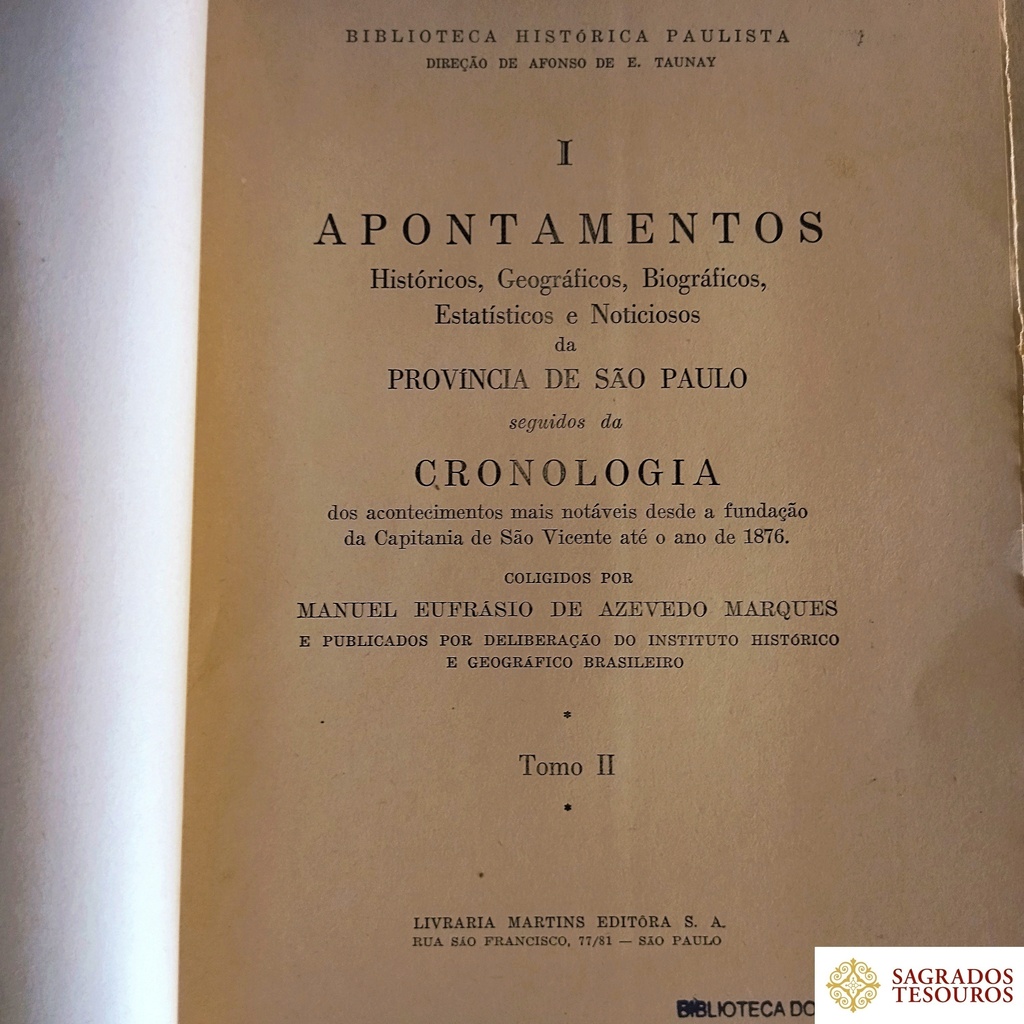 BIBLIOTECA HISTÓRICA PAULISTA
DIREÇÃO DE AFONSO DE E. TAUNAY
I
APONTAMENTOS
Históricos, Geográficos, Biográficos,
Estatísticos e Noticiosos
da
PROVÍNCIA DE SÃO PAULO
seguidos da
CRONOLOGIA
dos acontecimentos mais notáveis desde a fundação
da Capitania de São Vicente até o ano de 1876.
COLIGIDOS POR
MANUEL EUFRÁSIO DE AZEVEDO MARQUES
E PUBLICADOS POR DELIBERAÇÃO DO INSTITUTO HISTÓRICO
E GEOGRÁFICO BRASILEIRO
*
Tomo II
*
LIVRARIA MARTINS EDITÔRA S. A.
RUA SÃO FRANCISCO, 77/81 — SÃO PAULO
BIBLIOTECA DO
SAGRADOS
TESOUROS